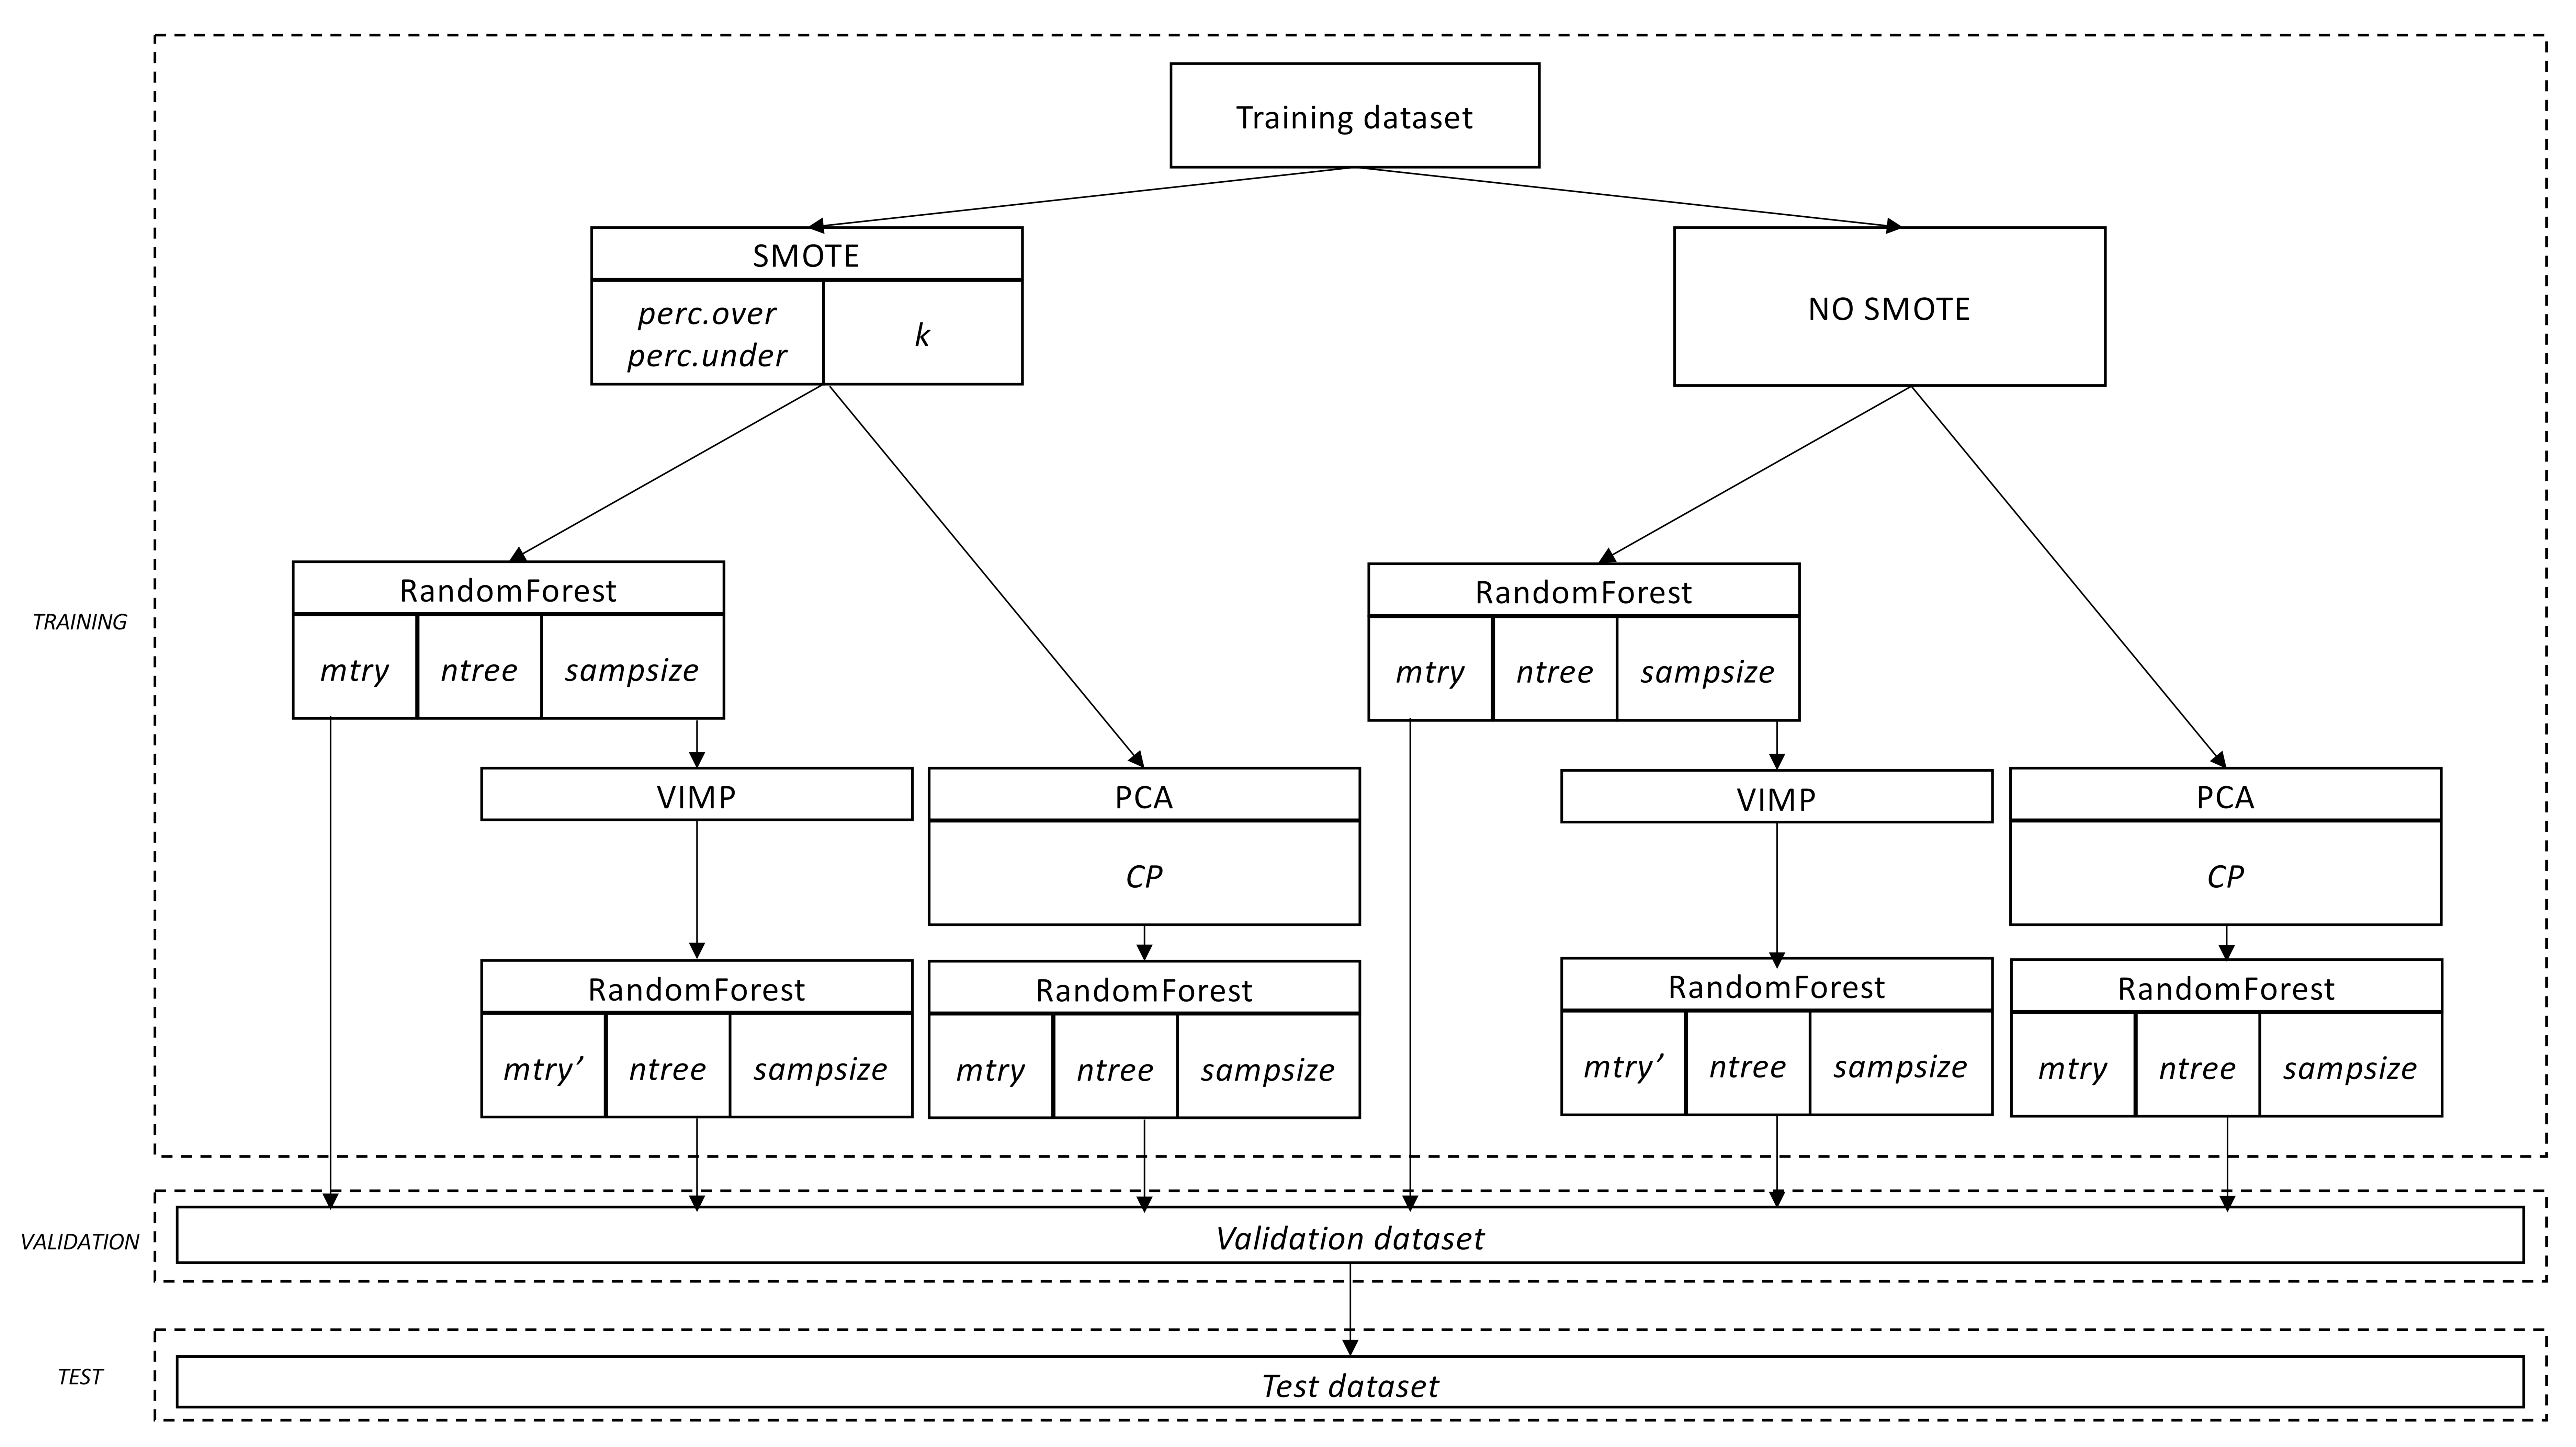 Training dataset
SMOTE
perc.over
perc.under
k
NO SMOTE
TRAINING
RandomForest
mtry
ntree
sampsize
RandomForest
mtry
ntree
sampsize
VIMP
PCA
CP
VIMP
PCA
CP
RandomForest
mtry’
ntree
sampsize
RandomForest
mtry
ntree
sampsize
RandomForest
mtry’
ntree
sampsize
RandomForest
mtry
ntree
sampsize
VALIDATION
Validation dataset
TEST
Test dataset